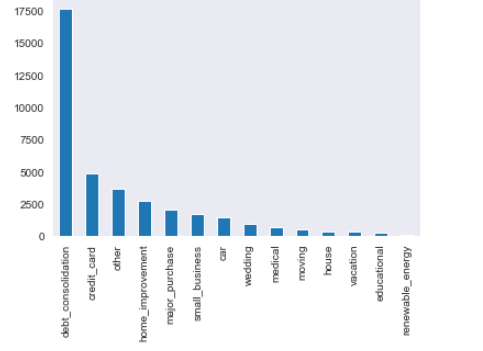 17500
15000
12500
10000
7500
5000
2500
0
debt_consolidation
credit_card
other
home_improvement
major_purchase
small_business
car
wedding
medical
moving
house
vacation
educational
renewable_energy